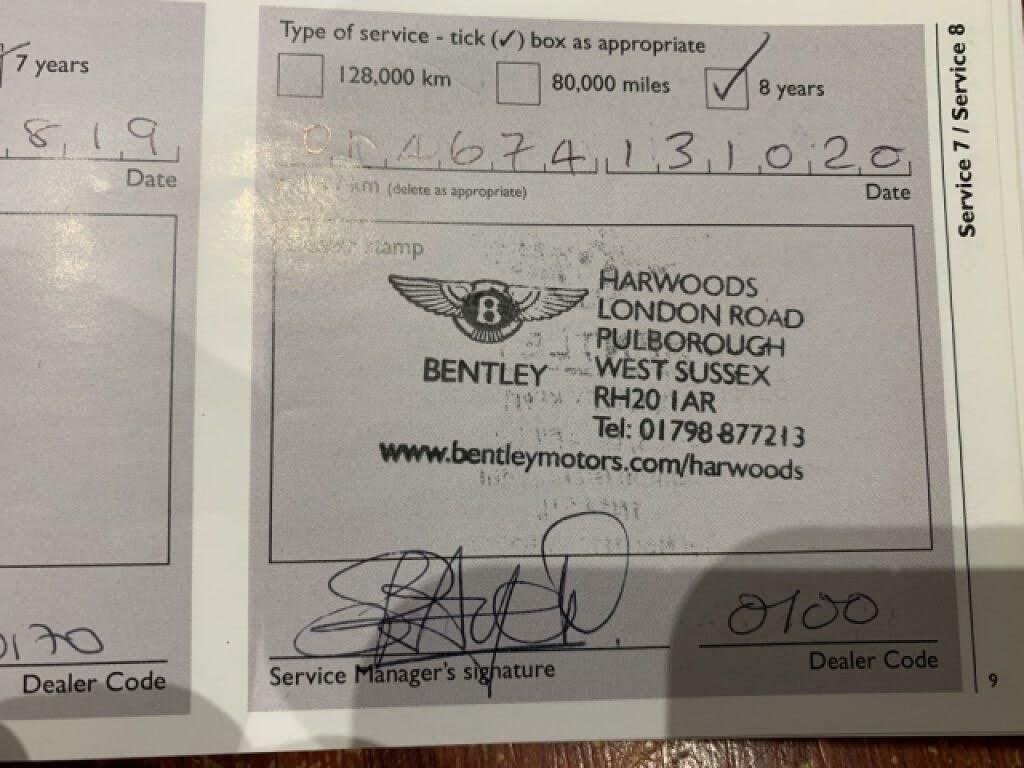 7 years
8 1 9
Date
0170
Dealer Code
Type of service - tick (✓) box as appropriate
128,000 km
80,000 miles
✓ 8 years
4 6 7 4 1 3 1 0 2 0
km (delete as appropriate)
Date
stamp
B
BENTLEY
HARWOODS
LONDON ROAD
PULBOROUGH
WEST SUSSEX
RH20 1AR
Tel: 01798 877213
www.bentleymotors.com/harwoods
0100
Service Manager's signature
Dealer Code
Service 7 / Service 8
9